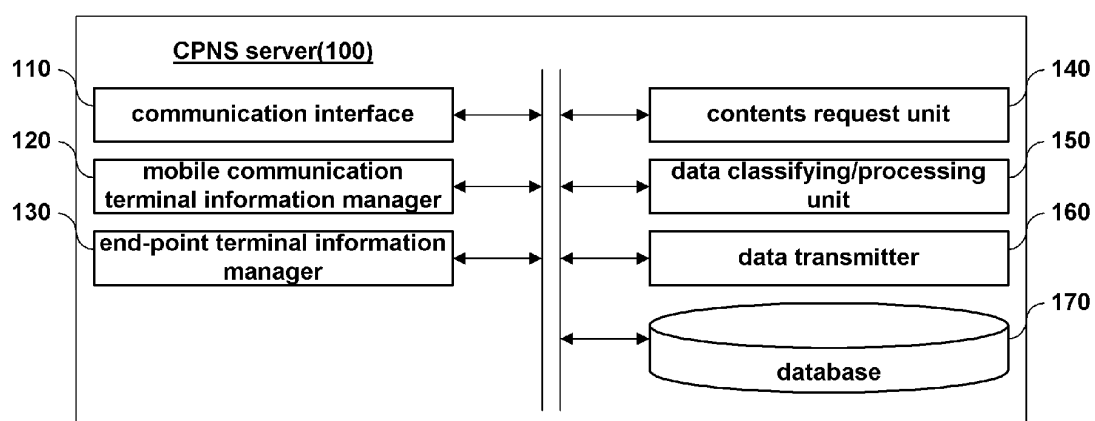 CPNS server(100)
110
communication interface
120
mobile communication
terminal information manager
130
end-point terminal information
manager
140
contents request unit
150
data classifying/processing
unit
160
data transmitter
170
database